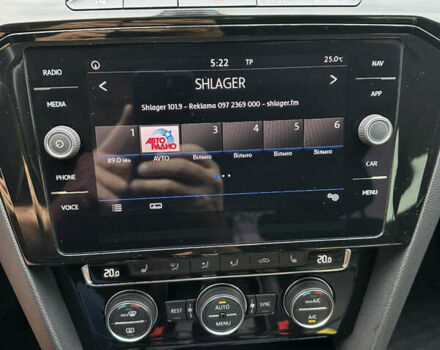 5:22 TP 25.0°C
RADIO
NAV
SHLAGER
MEDIA
APP
Shlager 101.9 - Reklama 097 2369 000 - shlager.fm
1 3 4 5 6
АВТО
РАДИО
89.0 AVTO Вільно Вільно Вільно Вільно
PHONE
CAR
VOICE
MENU
20.0 20.0
REST
AUTO
SYNC
MENU
MAX
MAX A/C
A/C